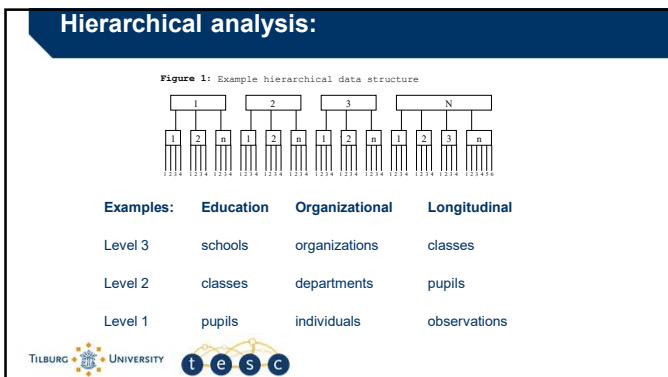 Hierarchical analysis:
Figure 1: Example hierarchical data structure
1 2 3 N
1 2 n 1 2 n 1 2 n 1 2 3 n
1 2 3 4 1 2 3 4 1 2 3 4 1 2 3 4 1 2 3 4 1 2 3 4 1 2 3 4 1 2 3 4 1 2 3 4 1 2 3 4 1 2 3 4 1 2 3 4 1 2 3 4 5 6
Examples: Education Organizational Longitudinal
Level 3 schools organizations classes
Level 2 classes departments pupils
Level 1 pupils individuals observations
TILBURG UNIVERSITY
t e s c